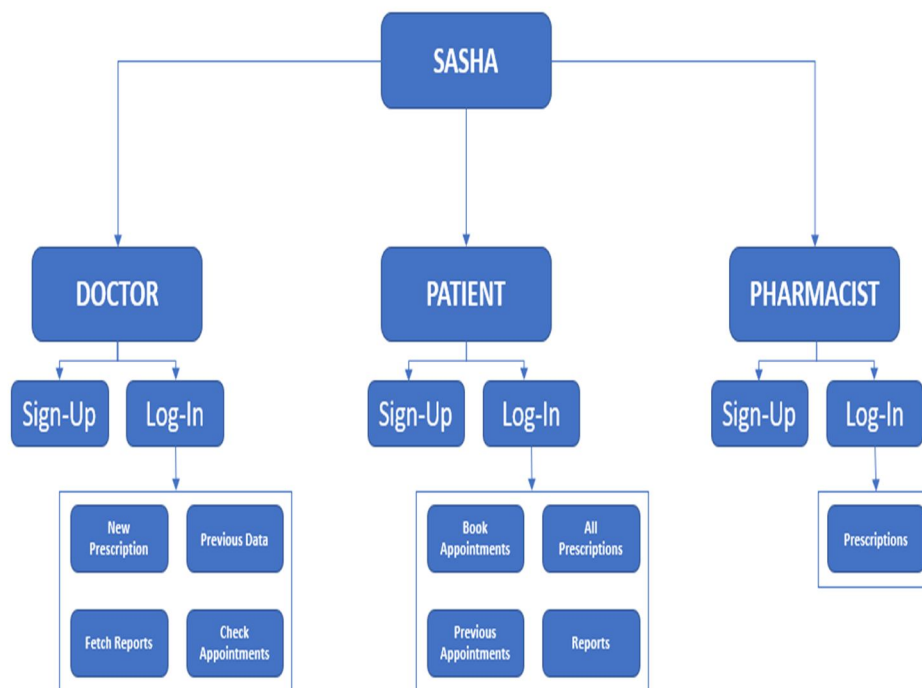 SASHA
DOCTOR
PATIENT
PHARMACIST
Sign-Up
Log-In
Sign-Up
Log-In
Sign-Up
Log-In
New
Prescription
Previous Data
Fetch Reports
Check
Appointments
Book
Appointments
All
Prescriptions
Previous
Appointments
Reports
Prescriptions